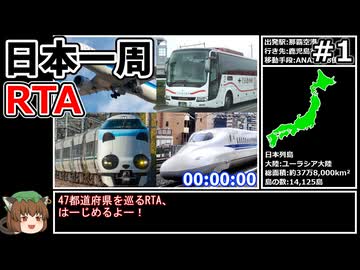 日本一周
RTA
#1
出発駅:那覇空港
行き先:鹿児島
移動手段:ANA
00:00:00
日本列島
大陸:ユーラシア大陸
総面積:約37万8,000k㎡
島の数:14,125島
47都道府県を巡るRTA、
はーじめるよー！